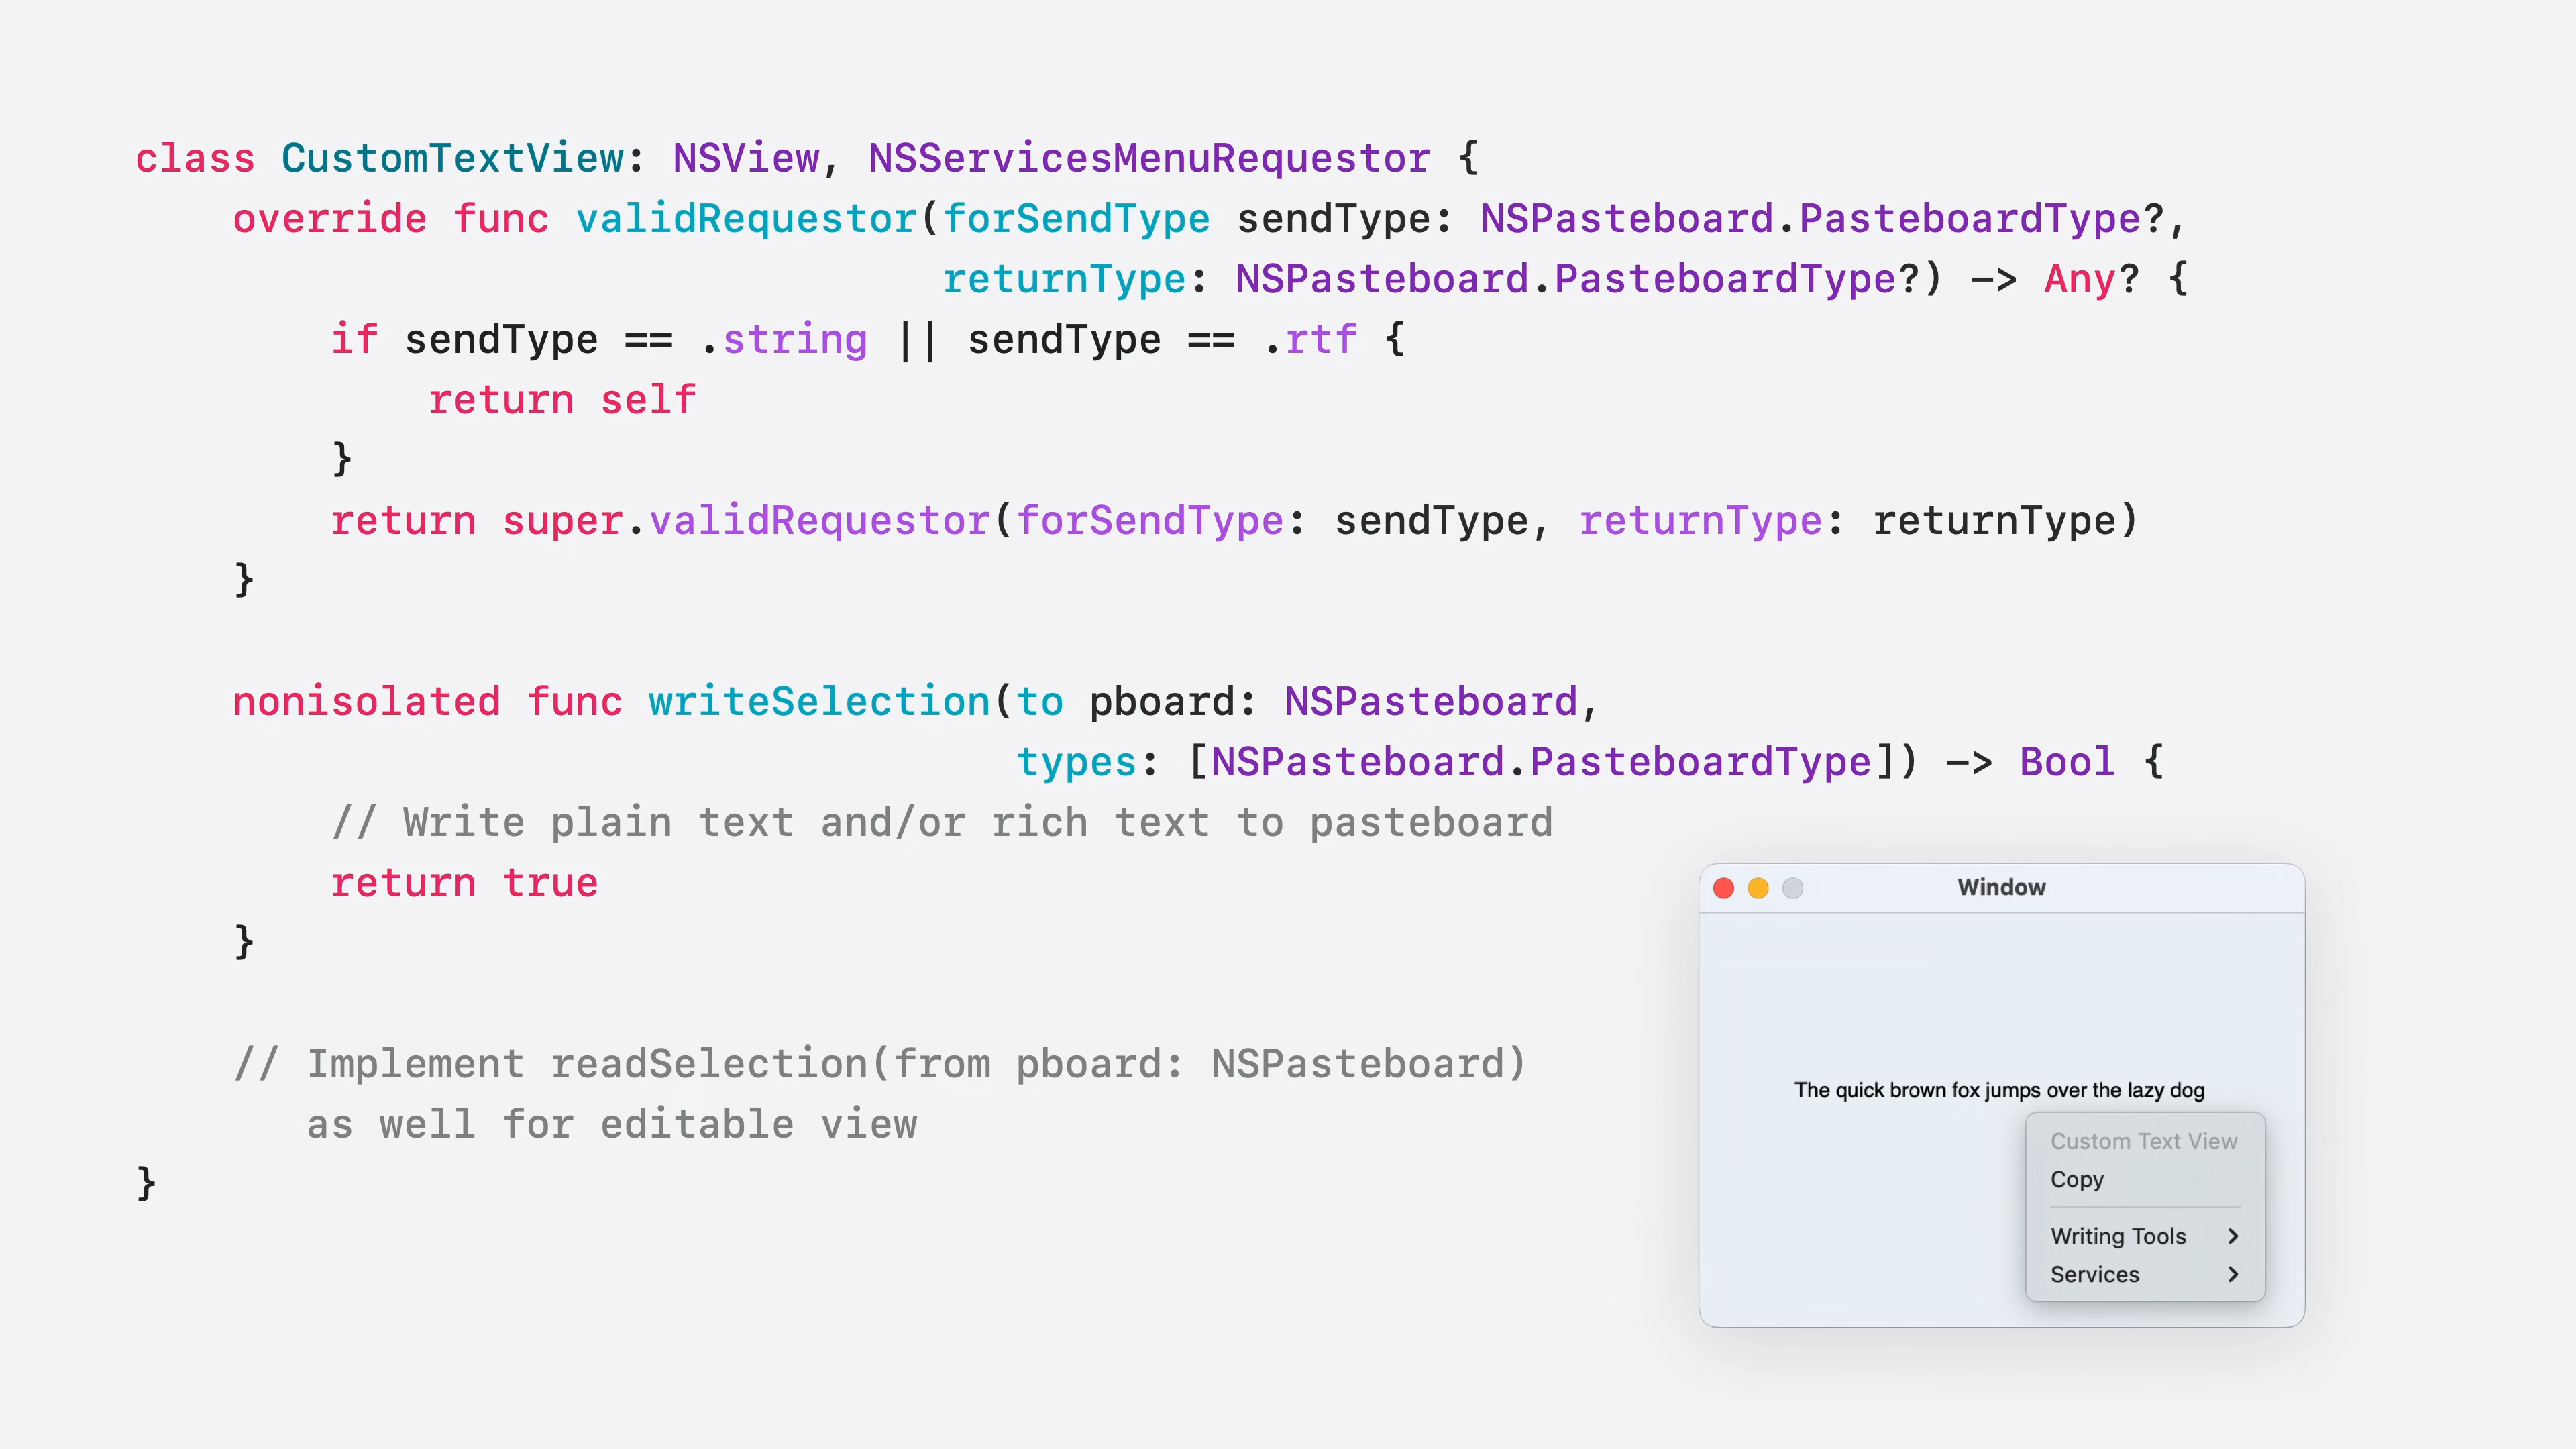 class CustomTextView: NSView, NSServicesMenuRequestor {
    override func validRequestor(forSendType sendType: NSPasteboard.PasteboardType?,
                                 returnType: NSPasteboard.PasteboardType?) -> Any? {
        if sendType == .string || sendType == .rtf {
            return self
        }
        return super.validRequestor(forSendType: sendType, returnType: returnType)
    }

    nonisolated func writeSelection(to pboard: NSPasteboard,
                                    types: [NSPasteboard.PasteboardType]) -> Bool {
        // Write plain text and/or rich text to pasteboard
        return true
    }

    // Implement readSelection(from pboard: NSPasteboard)
       as well for editable view
}
Window
The quick brown fox jumps over the lazy dog
Custom Text View
Copy
Writing Tools
Services